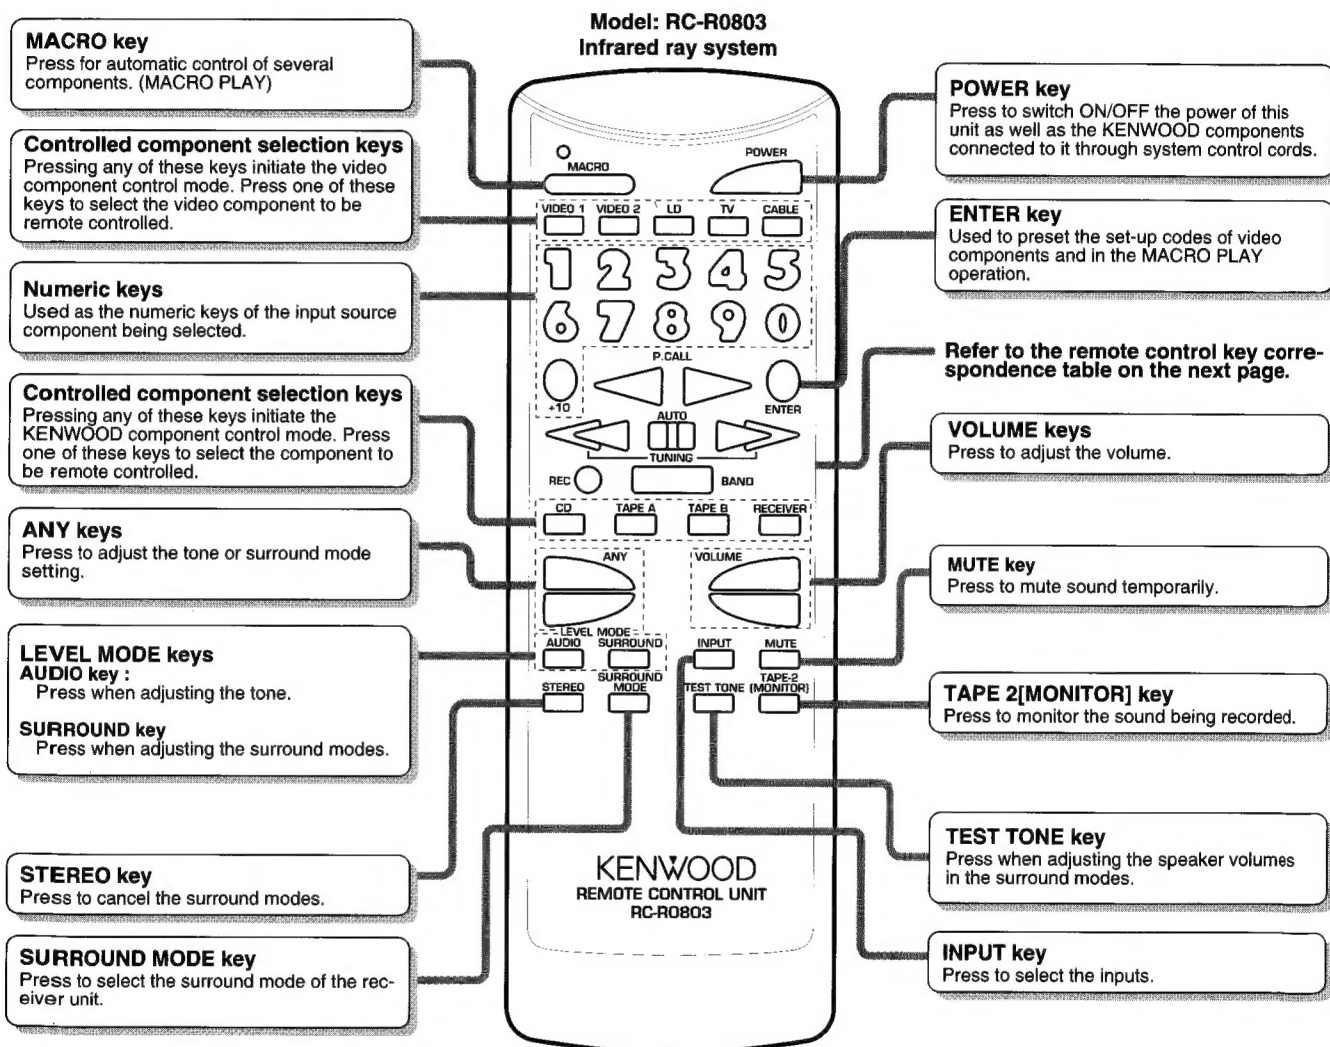 Model: RC-R0803
Infrared ray system
MACRO key
Press for automatic control of several
components. (MACRO PLAY)
Controlled component selection keys
Pressing any of these keys initiate the video
component control mode. Press one of these
keys to select the video component to be
remote controlled.
Numeric keys
Used as the numeric keys of the input source
component being selected.
Controlled component selection keys
Pressing any of these keys initiate the
KENWOOD component control mode. Press
one of these keys to select the component to
be remote controlled.
ANY keys
Press to adjust the tone or surround mode
setting.
LEVEL MODE keys
AUDIO key :
Press when adjusting the tone.
SURROUND key
Press when adjusting the surround modes.
STEREO key
Press to cancel the surround modes.
SURROUND MODE key
Press to select the surround mode of the rec-
eiver unit.
MACRO
POWER
VIDEO 1 VIDEO 2 LD TV CABLE
1 2 3 4 5
6 7 8 9 0
P.CALL
+10
ENTER
AUTO
TUNING
REC
BAND
CD TAPE A TAPE B RECEIVER
ANY
VOLUME
LEVEL MODE
AUDIO SURROUND INPUT MUTE
STEREO SURROUND MODE TEST TONE TAPE-2 (MONITOR)
KENWOOD
REMOTE CONTROL UNIT
RC-R0803
POWER key
Press to switch ON/OFF the power of this
unit as well as the KENWOOD components
connected to it through system control cords.
ENTER key
Used to preset the set-up codes of video
components and in the MACRO PLAY
operation.
Refer to the remote control key corre-
spondence table on the next page.
VOLUME keys
Press to adjust the volume.
MUTE key
Press to mute sound temporarily.
TAPE 2[MONITOR] key
Press to monitor the sound being recorded.
TEST TONE key
Press when adjusting the speaker volumes
in the surround modes.
INPUT key
Press to select the inputs.